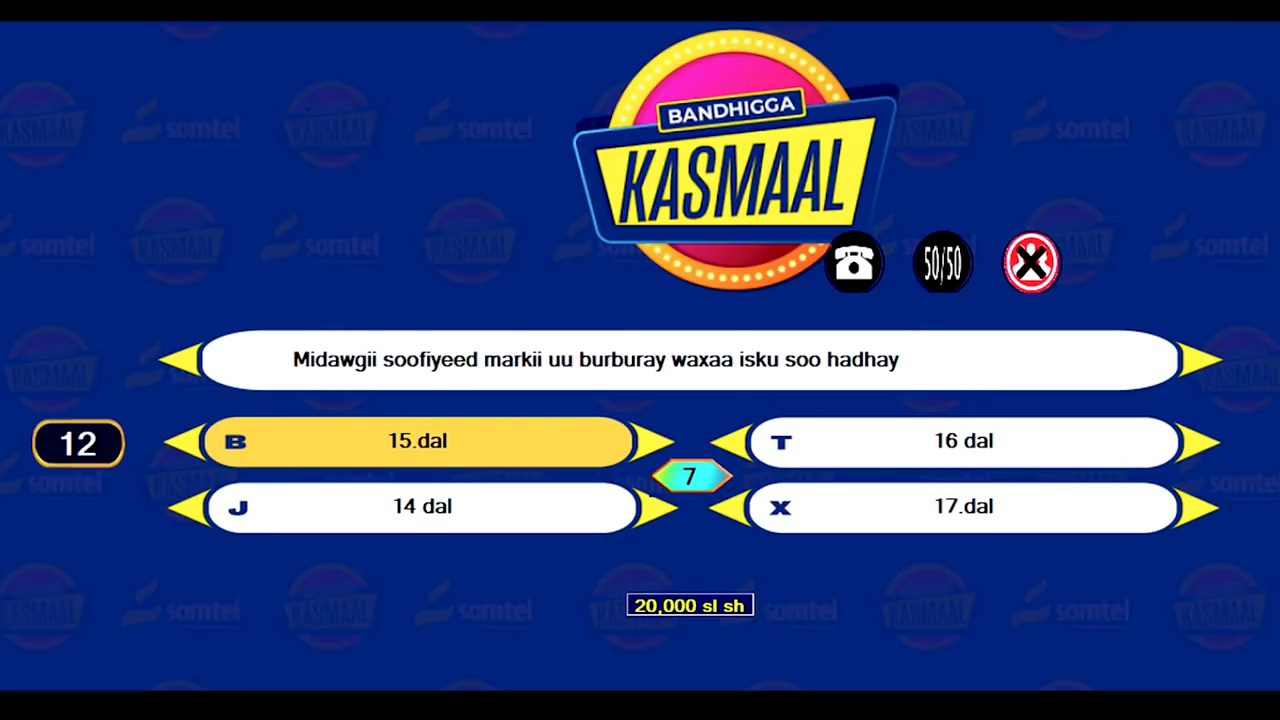 BANDHIGGA
KASMAAL
50/50
Midawgii soofiyeed markii uu burburay waxaa isku soo hadhay
12
B 15.dal
T 16 dal
7
J 14 dal
X 17.dal
20,000 sl sh
somtel